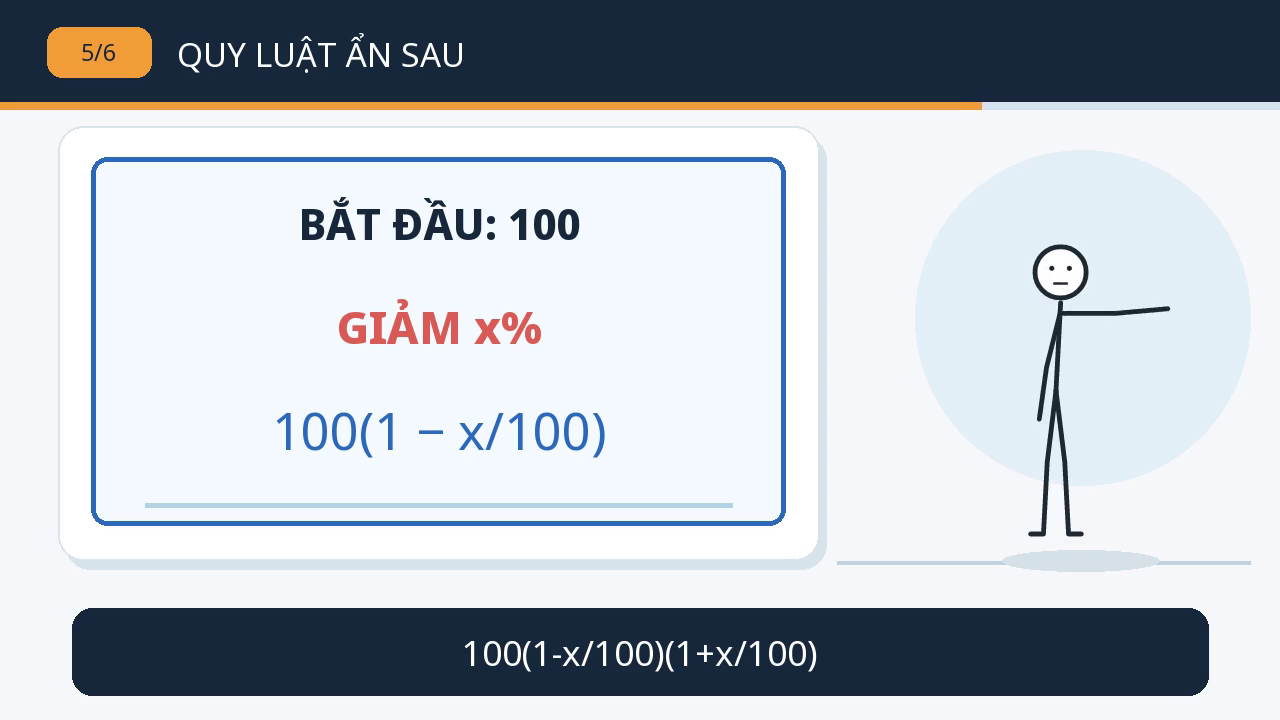 5/6
QUY LUẬT ẨN SAU
BẮT ĐẦU: 100
GIẢM x%
100(1 − x/100)
100(1-x/100)(1+x/100)